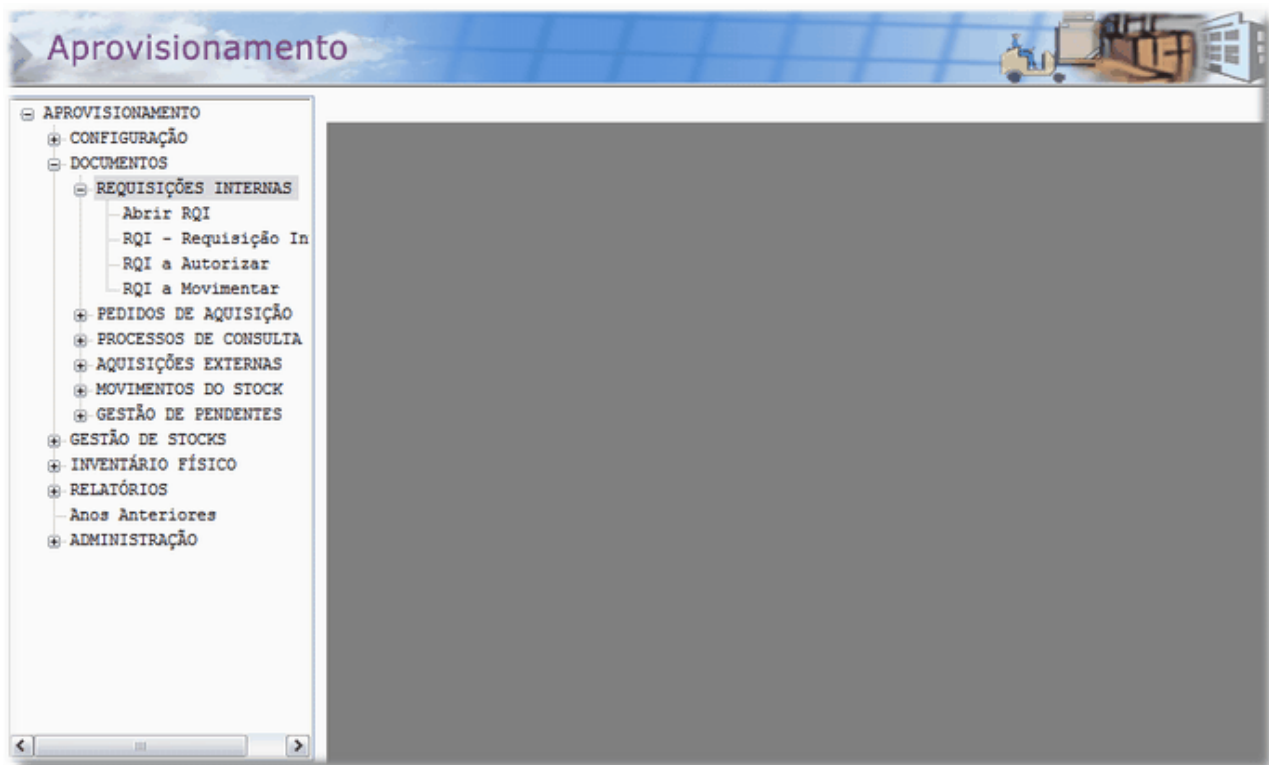 Aprovisionamento
APROVISIONAMENTO
CONFIGURAÇÃO
DOCUMENTOS
REQUISIÇÕES INTERNAS
Abrir RQI
RQI - Requisição In
RQI a Autorizar
RQI a Movimentar
PEDIDOS DE AQUISIÇÃO
PROCESSOS DE CONSULTA
AQUISIÇÕES EXTERNAS
MOVIMENTOS DO STOCK
GESTÃO DE PENDENTES
GESTÃO DE STOCKS
INVENTÁRIO FÍSICO
RELATÓRIOS
Anos Anteriores
ADMINISTRAÇÃO